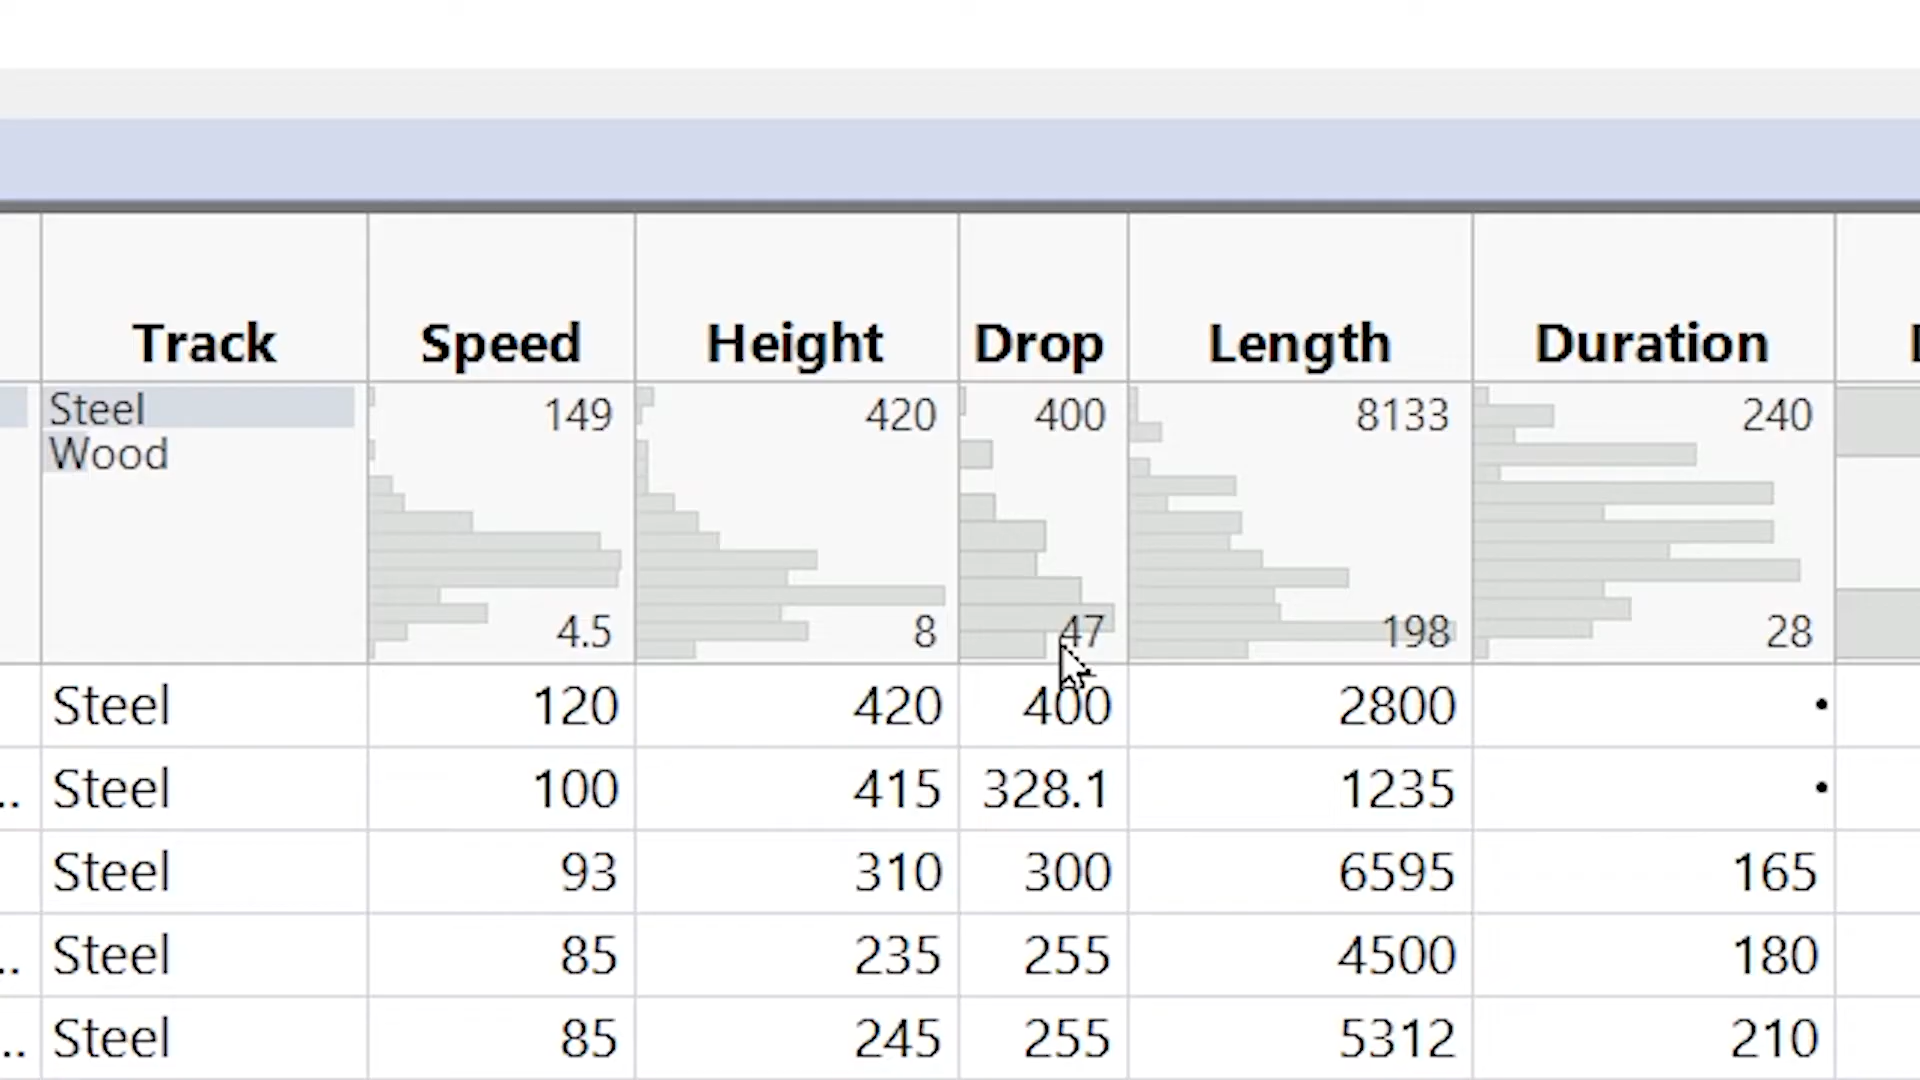 Track Speed Height Drop Length Duration
Steel 149 420 400 8133 240
Wood
4.5 8 47 198 28
Steel 120 420 400 2800 •
.. Steel 100 415 328.1 1235 •
Steel 93 310 300 6595 165
.. Steel 85 235 255 4500 180
.. Steel 85 245 255 5312 210